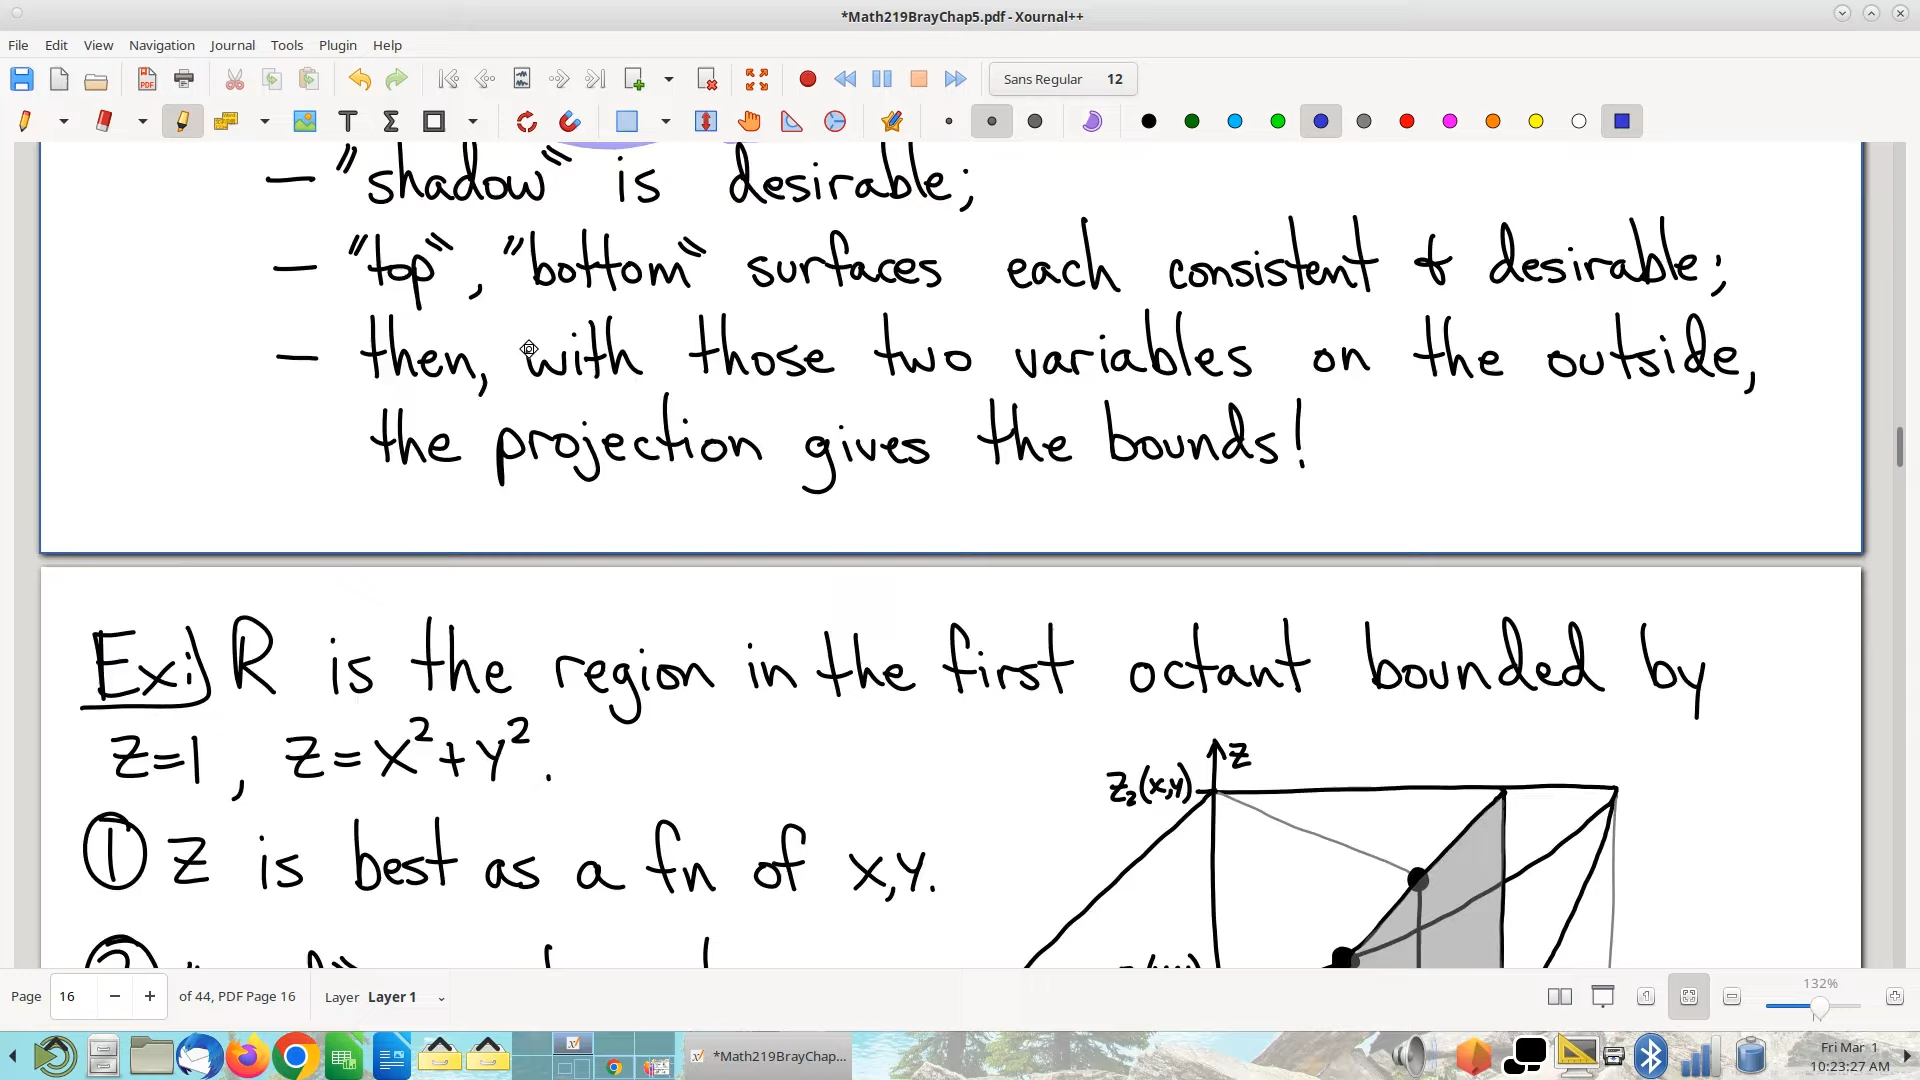 *Math219BrayChap5.pdf - Xournal++
File Edit View Navigation Journal Tools Plugin Help
Sans Regular 12
— "shadow" is desirable;
— "top", "bottom" surfaces each consistent & desirable;
— then, with those two variables on the outside,
the projection gives the bounds!
Ex:) R is the region in the first octant bounded by
z=1, z=x²+y².
z
z₂(x,y)
① z is best as a fn of x,y.
Page 16 of 44, PDF Page 16 Layer Layer 1 132%
*Math219BrayChap...
Fri Mar 1
10:23:27 AM